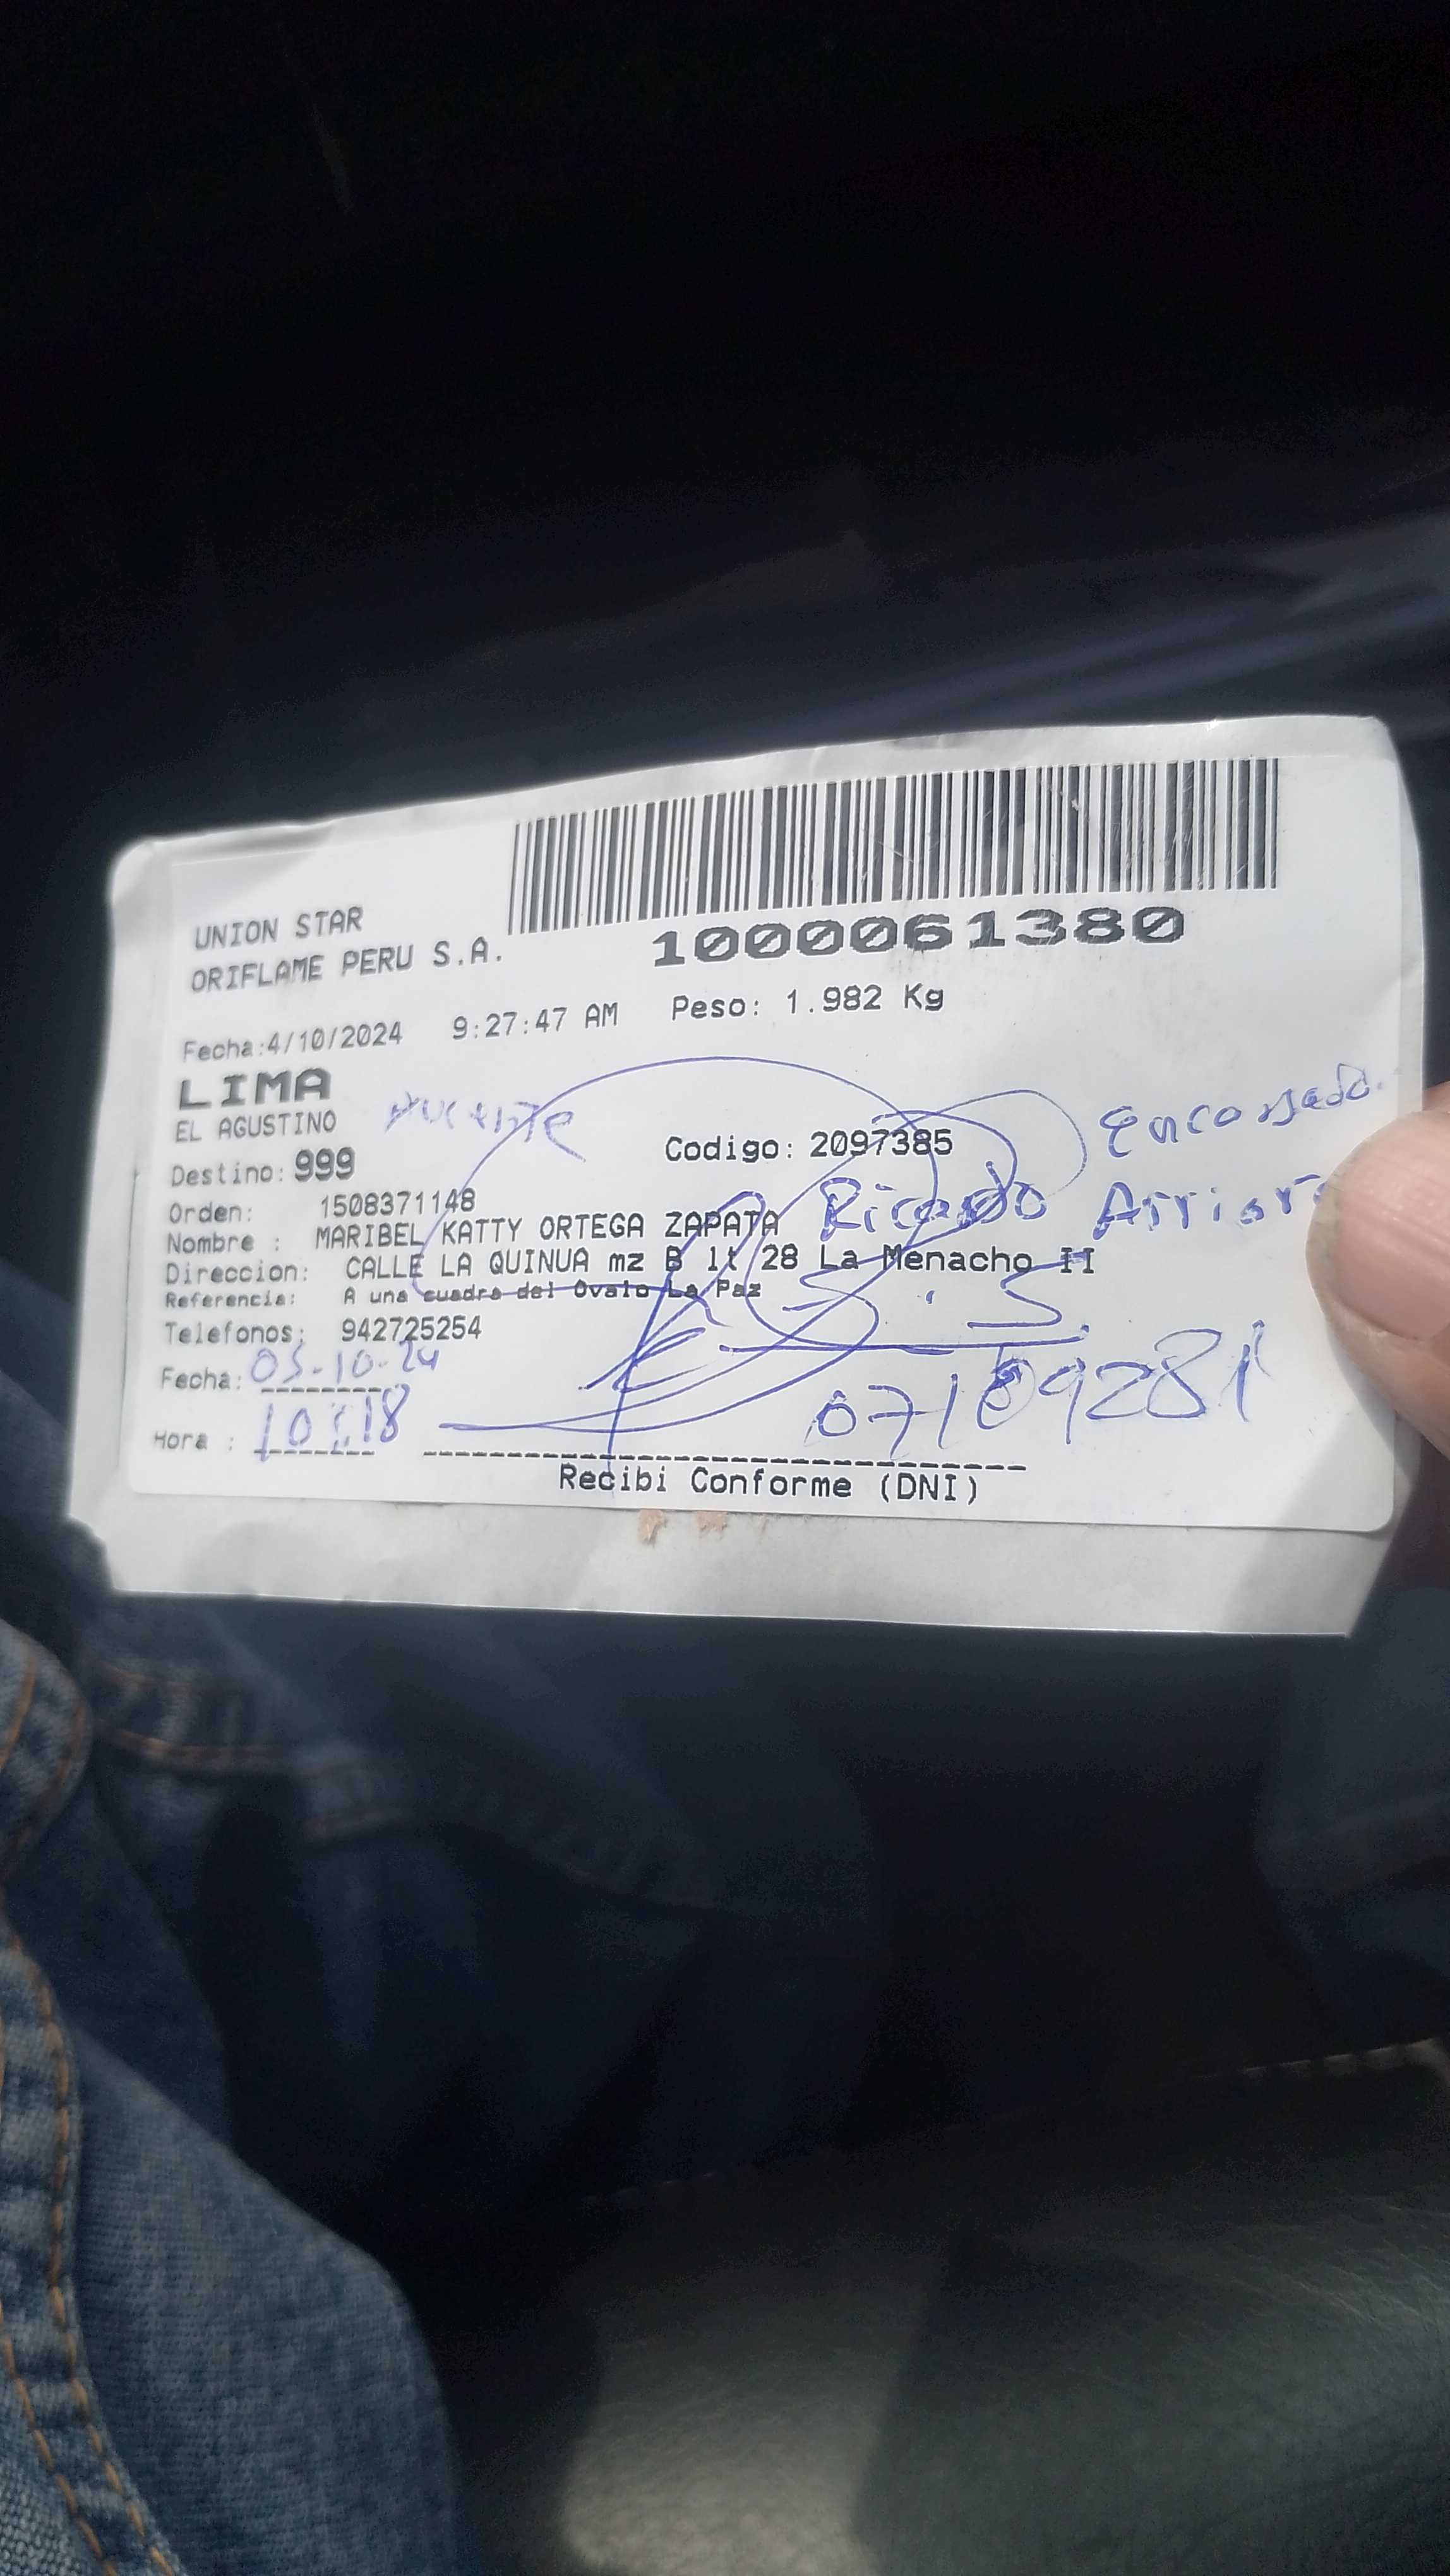 UNION STAR
ORIFLAME PERU S.A.
1000061380
Fecha:4/10/2024 9:27:47 AM Peso: 1.982 Kg
LIMA
EL AGUSTINO
Destino: 999
Codigo: 2097385
Orden: 1508371148
Nombre : MARIBEL KATTY ORTEGA ZAPATA
Ricardo
Direccion: CALLE LA QUINUA mz B lt 28 La Menacho II
Referencia: A una cuadra del Ovalo La Paz
Telefonos: 942725254
Fecha: 05-10-24
Hora : 10:18
07189281
Recibi Conforme (DNI)